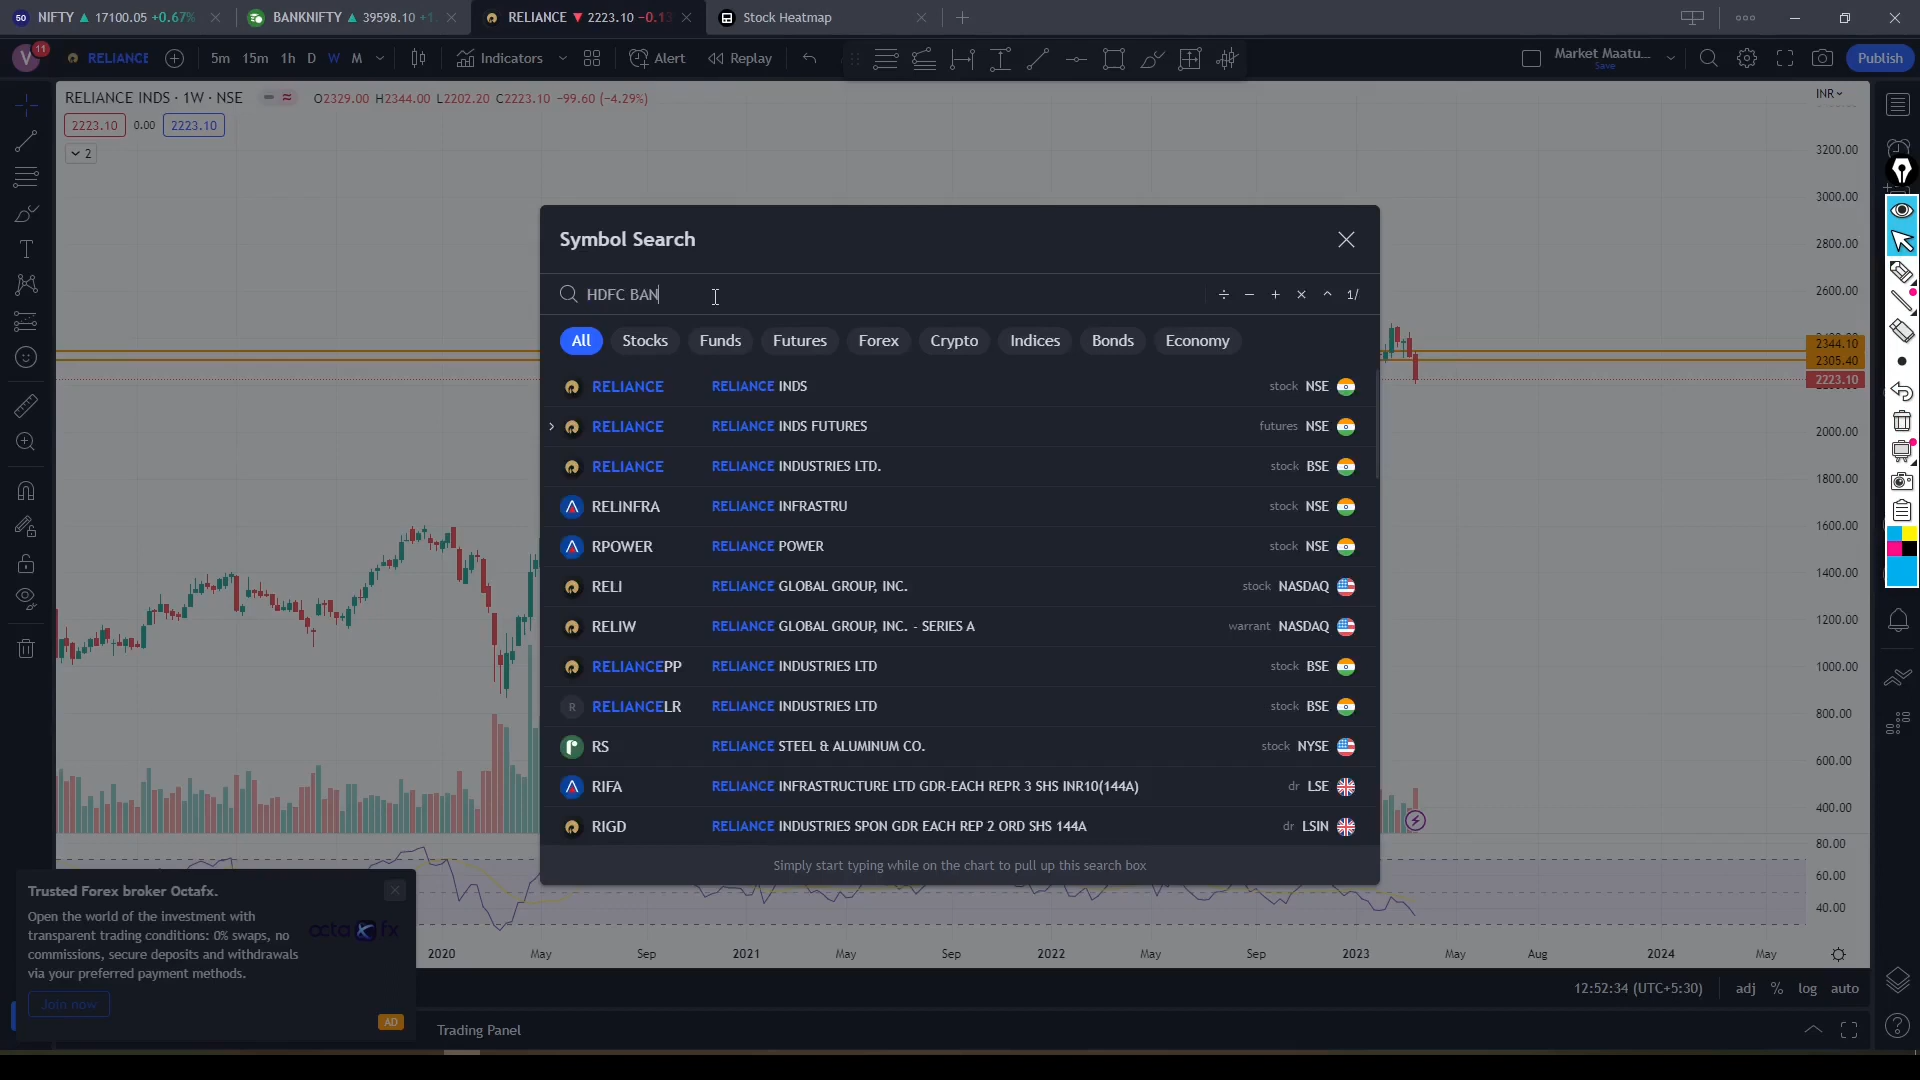 NIFTY ▲ 17100.05 +0.67%
BANKNIFTY ▲ 39598.10 +1.
RELIANCE ▼ 2223.10 -0.13
Stock Heatmap
V 11
RELIANCE
5m 15m 1h D W M
Indicators
Alert
Replay
Market Maatu...
Save
Publish
RELIANCE INDS · 1W · NSE
O2329.00 H2344.00 L2202.20 C2223.10 -99.60 (-4.29%)
2223.10 0.00 2223.10
2
INR
Symbol Search
HDFC BAN
÷ − + × ^ 1/
All Stocks Funds Futures Forex Crypto Indices Bonds Economy
RELIANCE RELIANCE INDS stock NSE
RELIANCE RELIANCE INDS FUTURES futures NSE
RELIANCE RELIANCE INDUSTRIES LTD. stock BSE
RELINFRA RELIANCE INFRASTRU stock NSE
RPOWER RELIANCE POWER stock NSE
RELI RELIANCE GLOBAL GROUP, INC. stock NASDAQ
RELIW RELIANCE GLOBAL GROUP, INC. - SERIES A warrant NASDAQ
RELIANCEPP RELIANCE INDUSTRIES LTD stock BSE
R RELIANCELR RELIANCE INDUSTRIES LTD stock BSE
RS RELIANCE STEEL & ALUMINUM CO. stock NYSE
RIFA RELIANCE INFRASTRUCTURE LTD GDR-EACH REPR 3 SHS INR10(144A) dr LSE
RIGD RELIANCE INDUSTRIES SPON GDR EACH REP 2 ORD SHS 144A dr LSIN
Simply start typing while on the chart to pull up this search box
3200.00
3000.00
2800.00
2600.00
2344.10
2305.40
2223.10
2000.00
1800.00
1600.00
1400.00
1200.00
1000.00
800.00
600.00
400.00
80.00
60.00
40.00
Trusted Forex broker Octafx.
Open the world of the investment with
transparent trading conditions: 0% swaps, no
commissions, secure deposits and withdrawals
via your preferred payment methods.
octa fx
Join now
AD
2020 May Sep 2021 May Sep 2022 May Sep 2023 May Aug 2024 May
12:52:34 (UTC+5:30) adj % log auto
Trading Panel